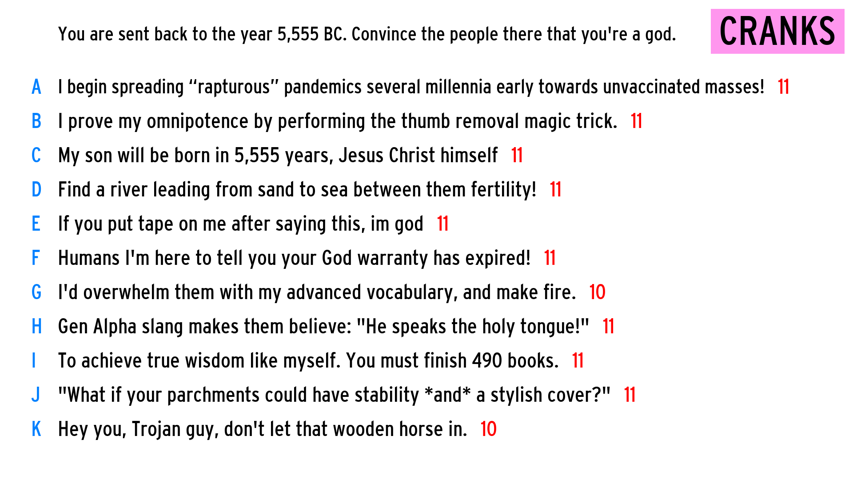 You are sent back to the year 5,555 BC. Convince the people there that you're a god.
CRANKS
A I begin spreading “rapturous” pandemics several millennia early towards unvaccinated masses! 11
B I prove my omnipotence by performing the thumb removal magic trick. 11
C My son will be born in 5,555 years, Jesus Christ himself 11
D Find a river leading from sand to sea between them fertility! 11
E If you put tape on me after saying this, im god 11
F Humans I'm here to tell you your God warranty has expired! 11
G I'd overwhelm them with my advanced vocabulary, and make fire. 10
H Gen Alpha slang makes them believe: "He speaks the holy tongue!" 11
I To achieve true wisdom like myself. You must finish 490 books. 11
J "What if your parchments could have stability *and* a stylish cover?" 11
K Hey you, Trojan guy, don't let that wooden horse in. 10